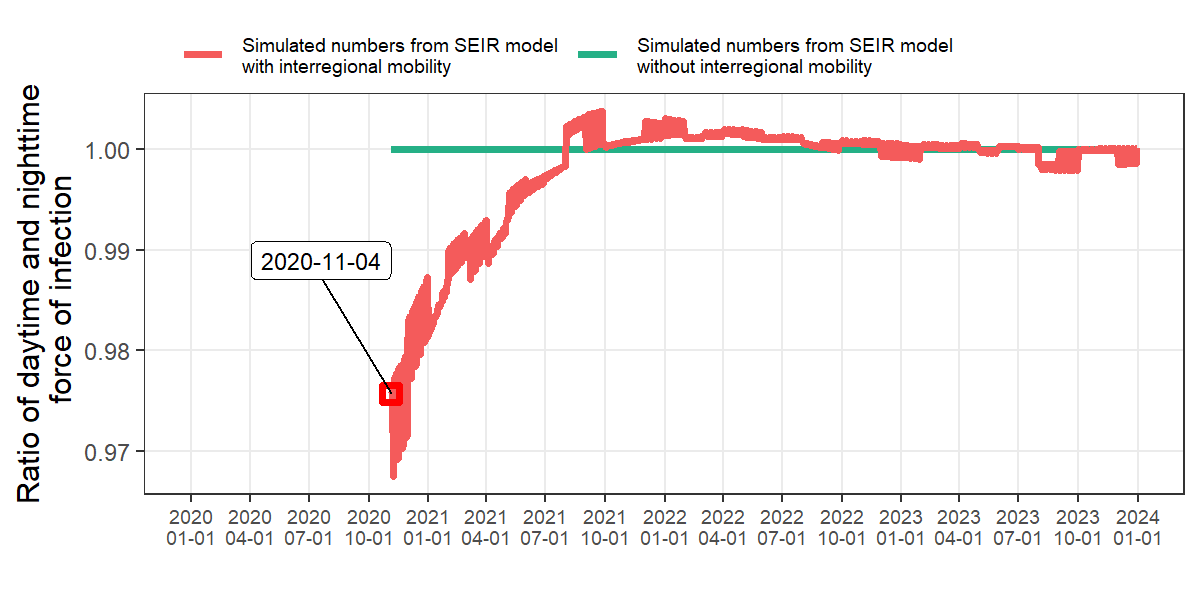 Simulated numbers from SEIR model
with interregional mobility
Simulated numbers from SEIR model
without interregional mobility
Ratio of daytime and nighttime
force of infection
1.00
0.99
0.98
0.97
2020-11-04
2020 2020 2020 2020 2021 2021 2021 2021 2022 2022 2022 2022 2023 2023 2023 2023 2024
01-01 04-01 07-01 10-01 01-01 04-01 07-01 10-01 01-01 04-01 07-01 10-01 01-01 04-01 07-01 10-01 01-01